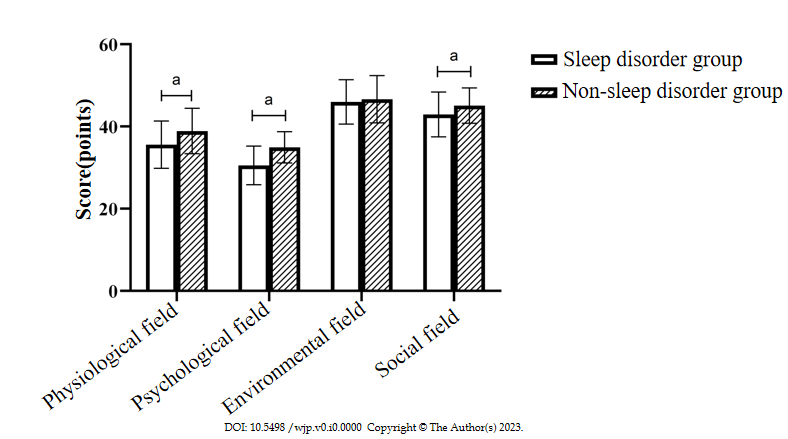 60
40
20
0
Score(points)
a
a
a
Sleep disorder group
Non-sleep disorder group
Physiological field
Psychological field
Environmental field
Social field
DOI: 10.5498 /wjp.v0.i0.0000 Copyright © The Author(s) 2023.